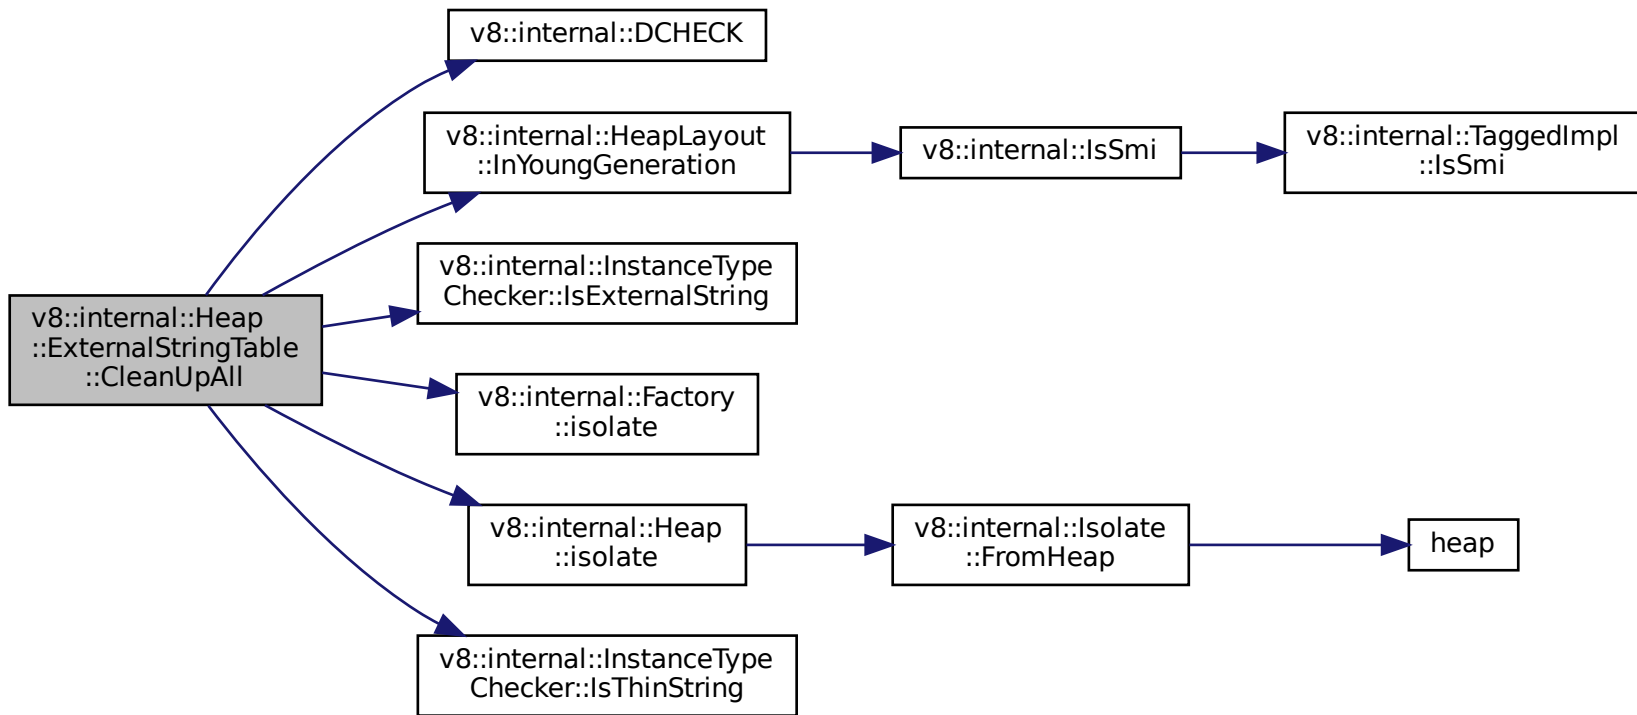 v8::internal::DCHECK
v8::internal::HeapLayout
::InYoungGeneration
v8::internal::IsSmi
v8::internal::TaggedImpl
::IsSmi
v8::internal::InstanceType
Checker::IsExternalString
v8::internal::Heap
::ExternalStringTable
::CleanUpAll
v8::internal::Factory
::isolate
v8::internal::Heap
::isolate
v8::internal::Isolate
::FromHeap
heap
v8::internal::InstanceType
Checker::IsThinString